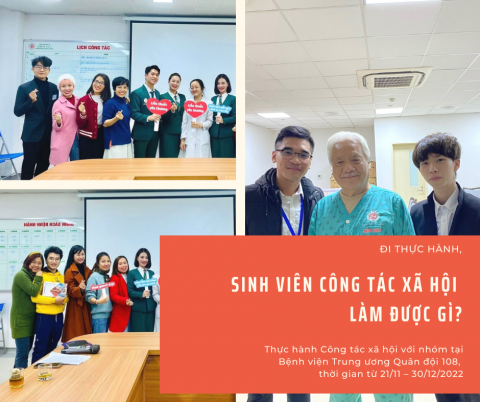 LỊCH CÔNG TÁC
ĐI THỰC HÀNH,
SINH VIÊN CÔNG TÁC XÃ HỘI
LÀM ĐƯỢC GÌ?
Thực hành Công tác xã hội với nhóm tại
Bệnh viện Trung ương Quân đội 108,
thời gian từ 21/11 – 30/12/2022